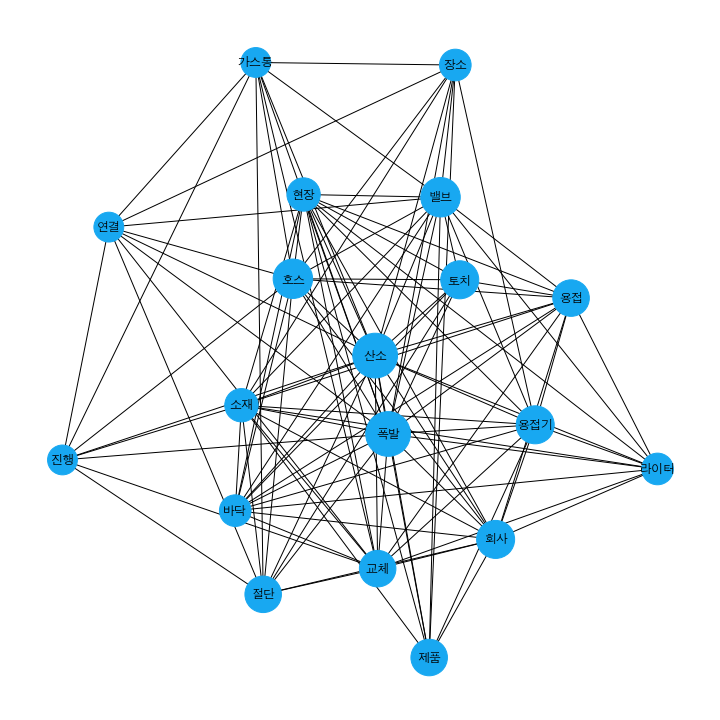 가스통
장소
현장
밸브
연결
호스
토치
용접
산소
소재
폭발
용접기
진행
라이터
바닥
회사
교체
절단
제품